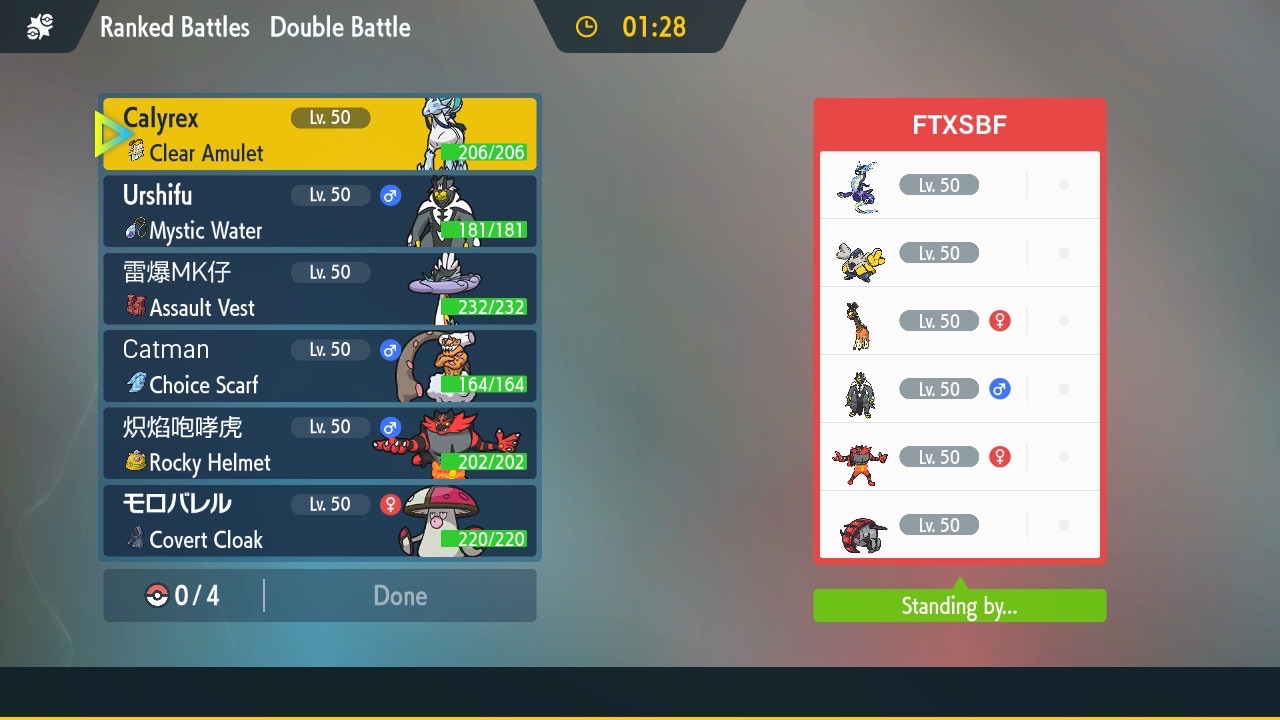 Ranked Battles Double Battle
01:28
Calyrex Lv. 50
Clear Amulet 206/206
Urshifu Lv. 50 ♂
Mystic Water 181/181
雷爆MK仔 Lv. 50
Assault Vest 232/232
Catman Lv. 50 ♂
Choice Scarf 164/164
炽焰咆哮虎 Lv. 50 ♂
Rocky Helmet 202/202
モロバレル Lv. 50 ♀
Covert Cloak 220/220
0/4 Done
FTXSBF
Lv. 50
Lv. 50
Lv. 50 ♀
Lv. 50 ♂
Lv. 50 ♀
Lv. 50
Standing by...